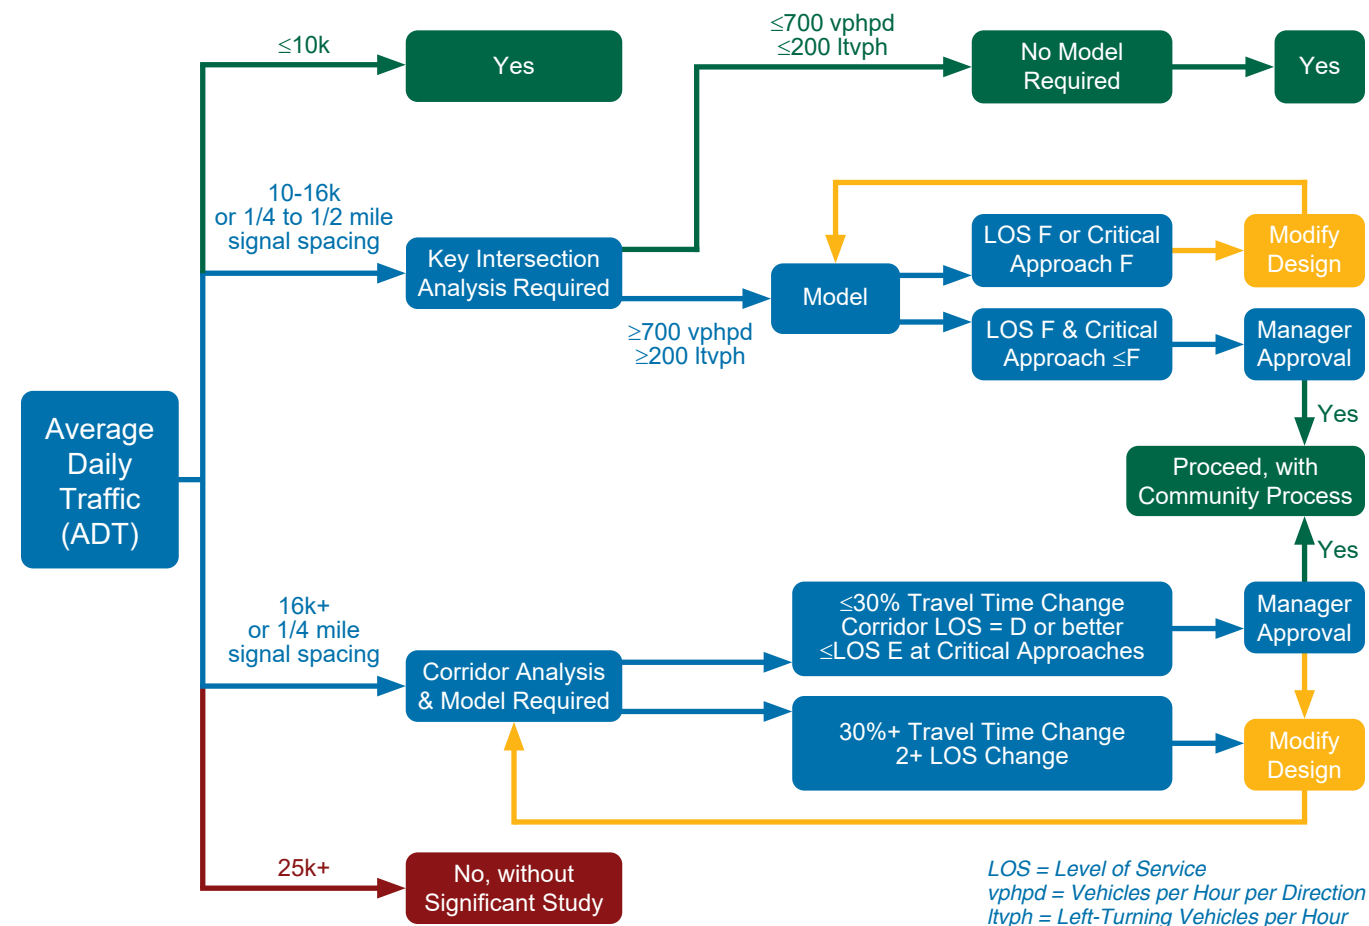 ≤10k
Yes
≤700 vphpd
≤200 ltvph
No Model
Required
Yes
10-16k
or 1/4 to 1/2 mile
signal spacing
Key Intersection
Analysis Required
≥700 vphpd
≥200 ltvph
Model
LOS F or Critical
Approach F
Modify
Design
LOS F & Critical
Approach ≤F
Manager
Approval
Yes
Proceed, with
Community Process
Yes
Average
Daily
Traffic
(ADT)
16k+
or 1/4 mile
signal spacing
Corridor Analysis
& Model Required
≤30% Travel Time Change
Corridor LOS = D or better
≤LOS E at Critical Approaches
Manager
Approval
30%+ Travel Time Change
2+ LOS Change
Modify
Design
25k+
No, without
Significant Study
LOS = Level of Service
vphpd = Vehicles per Hour per Direction
ltvph = Left-Turning Vehicles per Hour